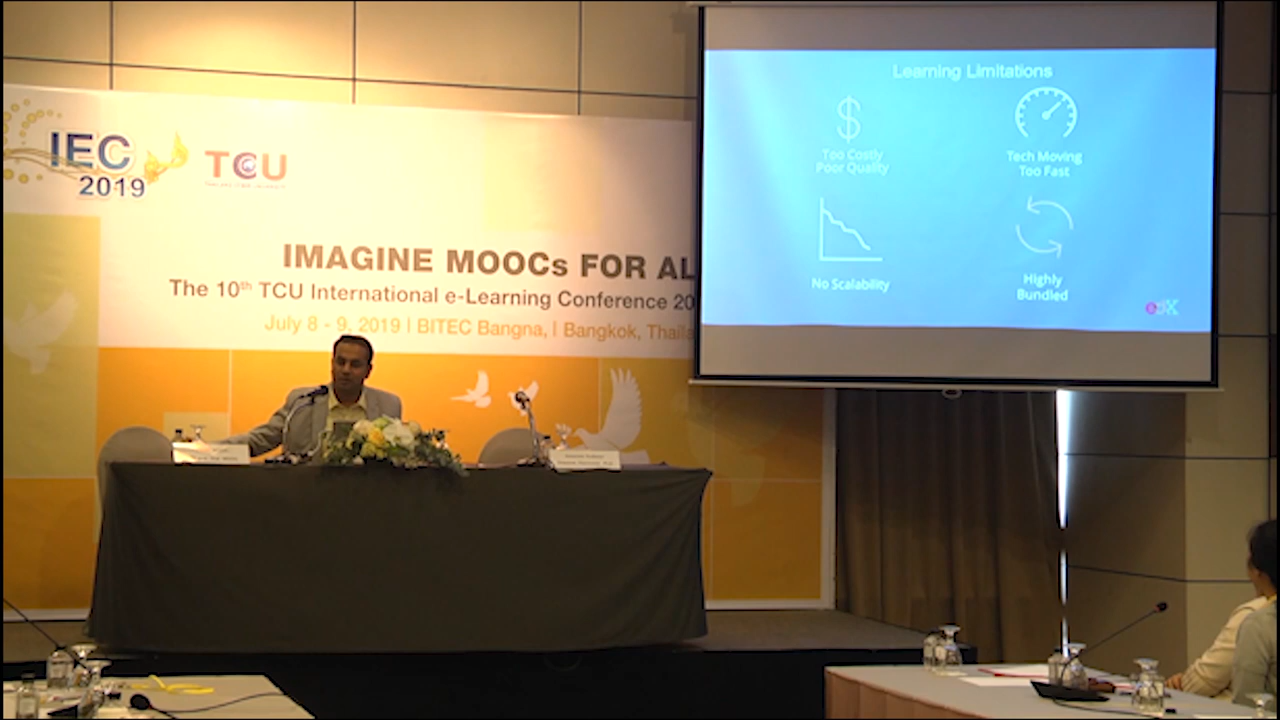 IEC
2019
TCU
IMAGINE MOOCs FOR AL
The 10th TCU International e-Learning Conference 20
July 8 - 9, 2019 | BITEC Bangna, | Bangkok, Thaila
Learning Limitations
Too Costly
Poor Quality
Tech Moving
Too Fast
No Scalability
Highly
Bundled
edX